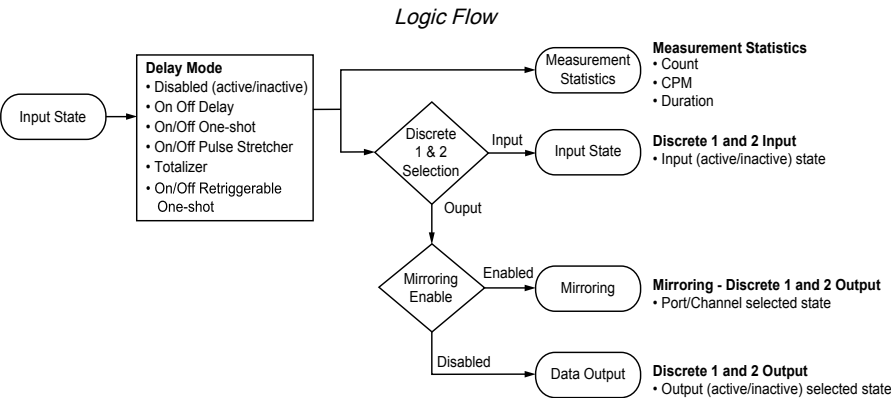 Logic Flow
Input State
Delay Mode
• Disabled (active/inactive)
• On Off Delay
• On/Off One-shot
• On/Off Pulse Stretcher
• Totalizer
• On/Off Retriggerable
One-shot
Measurement
Statistics
Measurement Statistics
• Count
• CPM
• Duration
Discrete
1 & 2
Selection
Input
Input State
Discrete 1 and 2 Input
• Input (active/inactive) state
Ouput
Mirroring
Enable
Enabled
Mirroring
Mirroring - Discrete 1 and 2 Output
• Port/Channel selected state
Disabled
Data Output
Discrete 1 and 2 Output
• Output (active/inactive) selected state